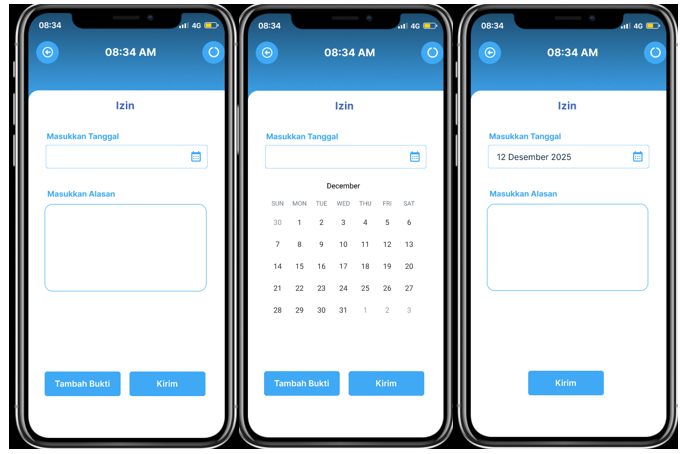 08:34
4G
08:34 AM
Izin
Masukkan Tanggal
Masukkan Alasan
Tambah Bukti
Kirim
08:34
4G
08:34 AM
Izin
Masukkan Tanggal
December
SUN MON TUE WED THU FRI SAT
30 1 2 3 4 5 6
7 8 9 10 11 12 13
14 15 16 17 18 19 20
21 22 23 24 25 26 27
28 29 30 31 1 2 3
Tambah Bukti
Kirim
08:34
4G
08:34 AM
Izin
Masukkan Tanggal
12 Desember 2025
Masukkan Alasan
Kirim